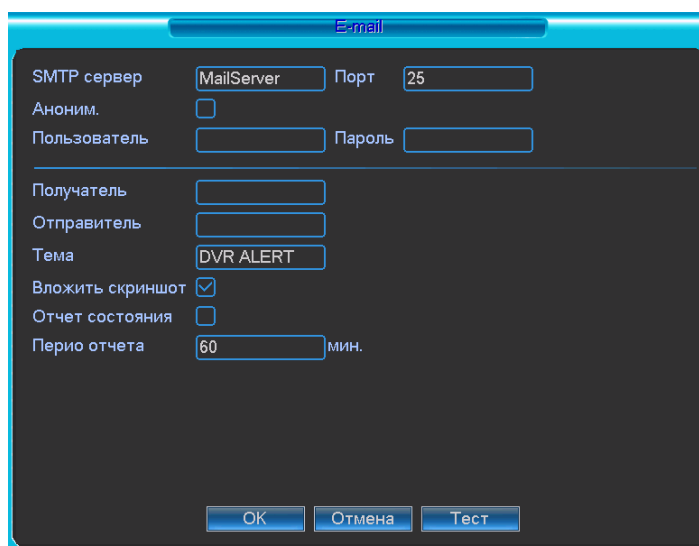 E-mail
SMTP сервер MailServer Порт 25
Аноним.
Пользователь Пароль
Получатель
Отправитель
Тема DVR ALERT
Вложить скриншот
Отчет состояния
Перио отчета 60 мин.
OK Отмена Тест